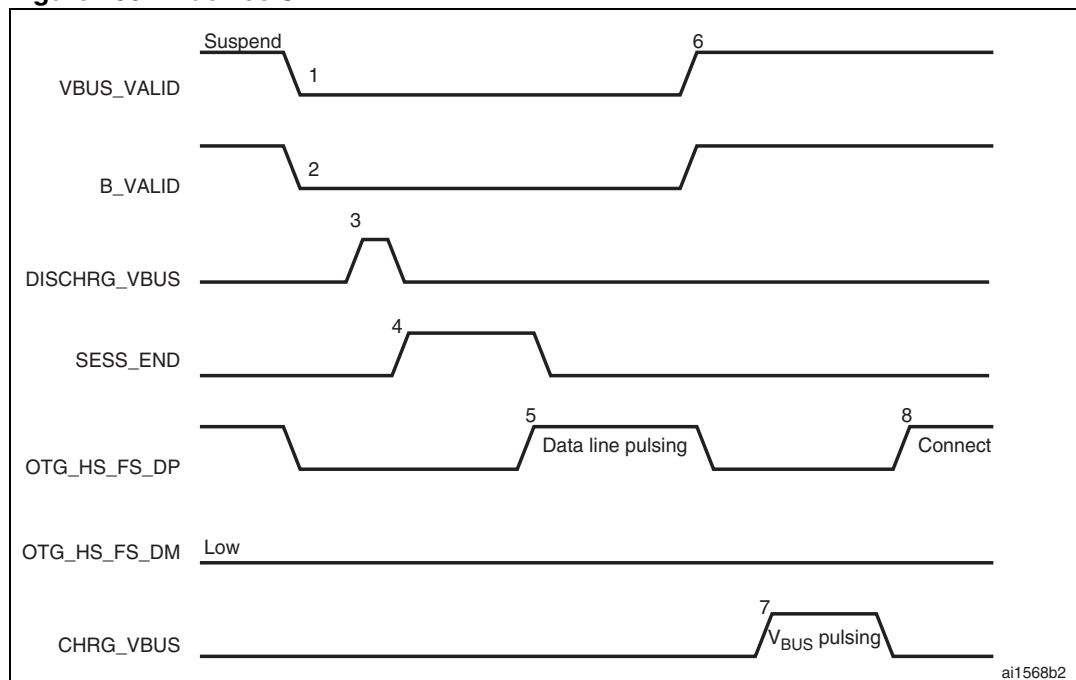 Suspend
6
VBUS_VALID
1
B_VALID
2
3
DISCHRG_VBUS
4
SESS_END
5
8
Data line pulsing
Connect
OTG_HS_FS_DP
OTG_HS_FS_DM
Low
7
CHRG_VBUS
VBUS pulsing
ai1568b2